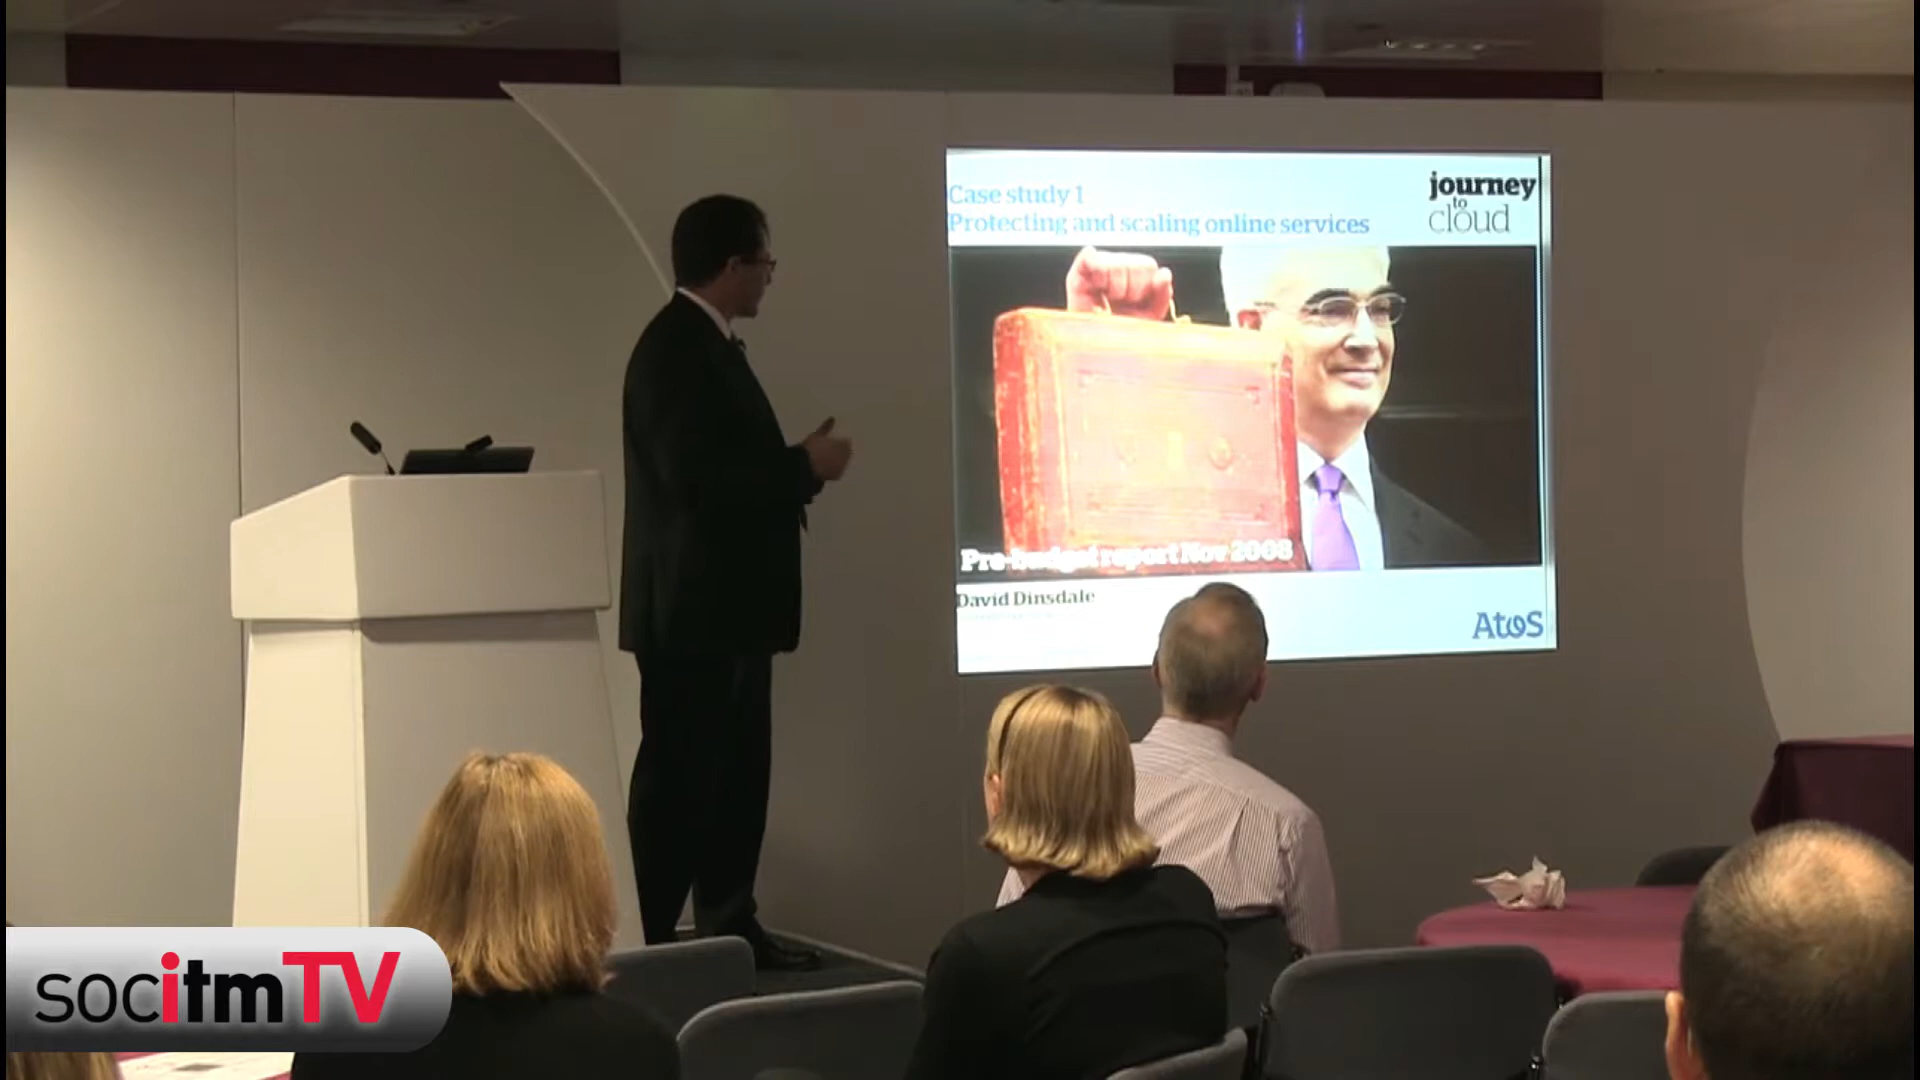 Case study 1
Protecting and scaling online services
journey
to
cloud
Pre-budget report Nov 2008
David Dinsdale
Atos
socitmTV